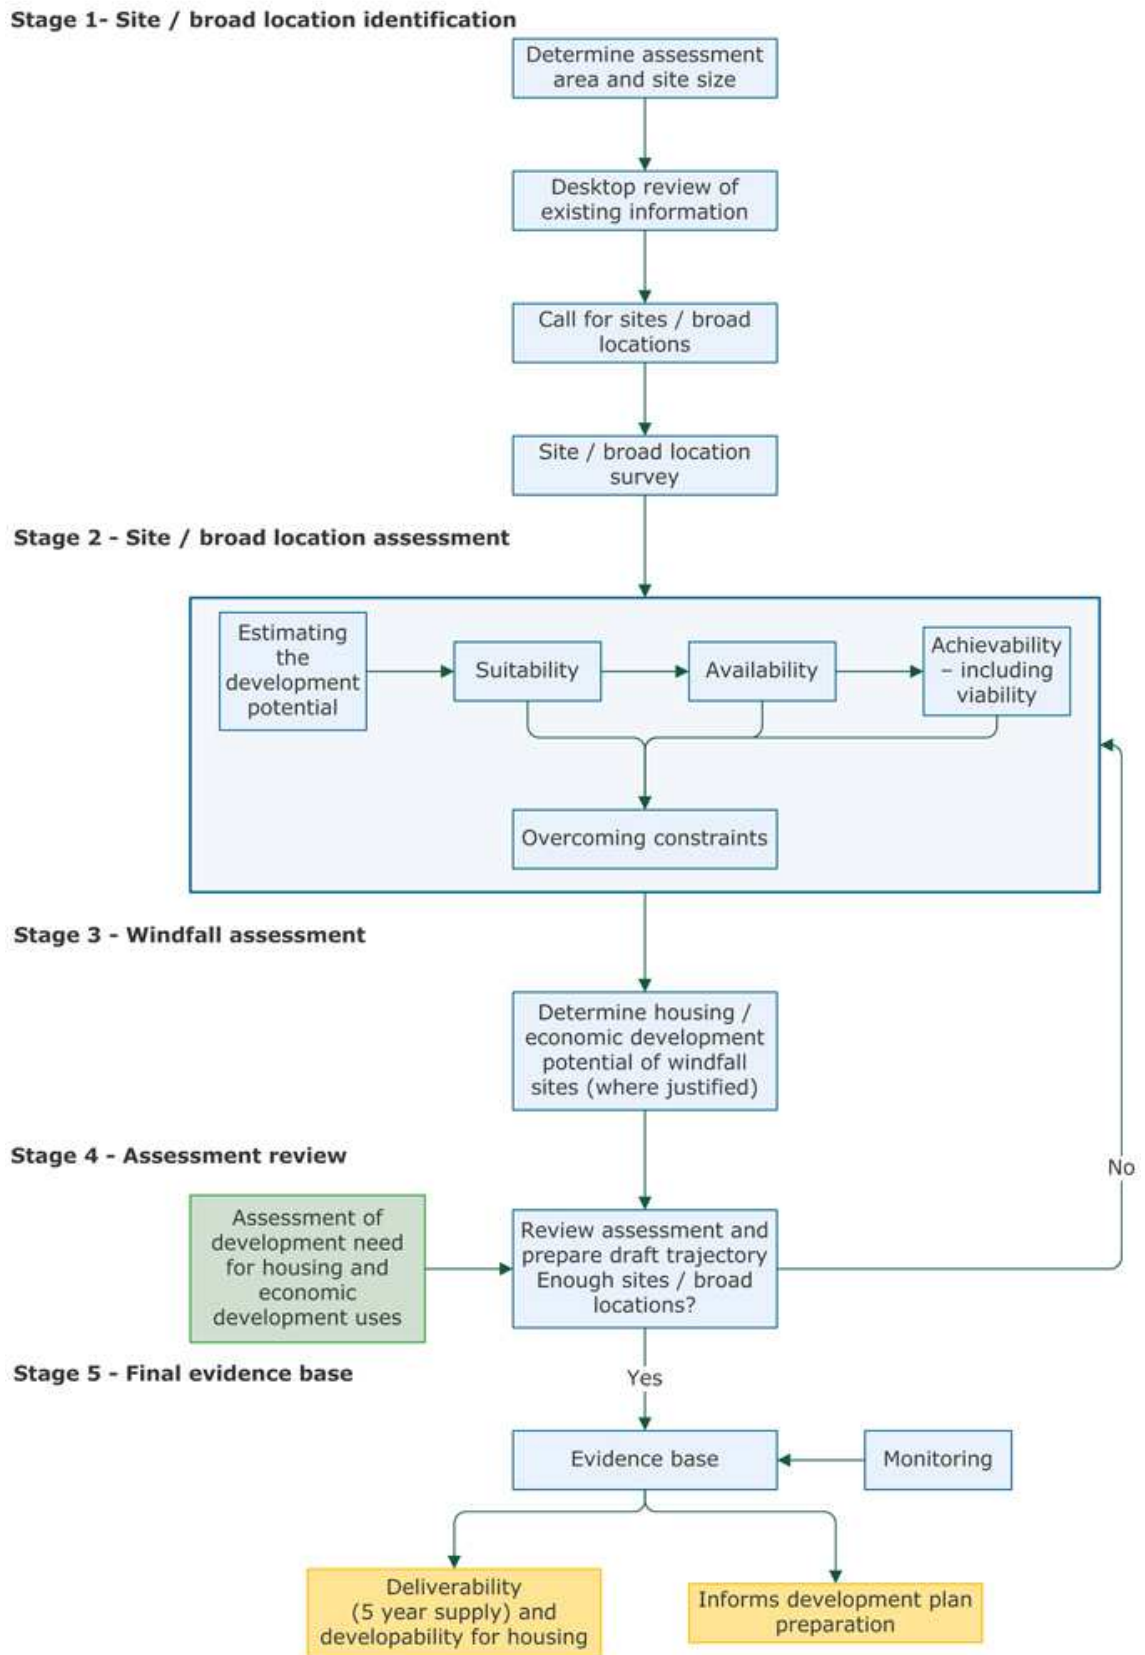 Stage 1- Site / broad location identification
Determine assessment
area and site size
Desktop review of
existing information
Call for sites / broad
locations
Site / broad location
survey
Stage 2 - Site / broad location assessment
Estimating
the
development
potential
Suitability
Availability
Achievability
– including
viability
Overcoming constraints
Stage 3 - Windfall assessment
Determine housing /
economic development
potential of windfall
sites (where justified)
Stage 4 - Assessment review
No
Assessment of
development need
for housing and
economic
development uses
Review assessment and
prepare draft trajectory
Enough sites / broad
locations?
Stage 5 - Final evidence base
Yes
Evidence base
Monitoring
Deliverability
(5 year supply) and
developability for housing
Informs development plan
preparation